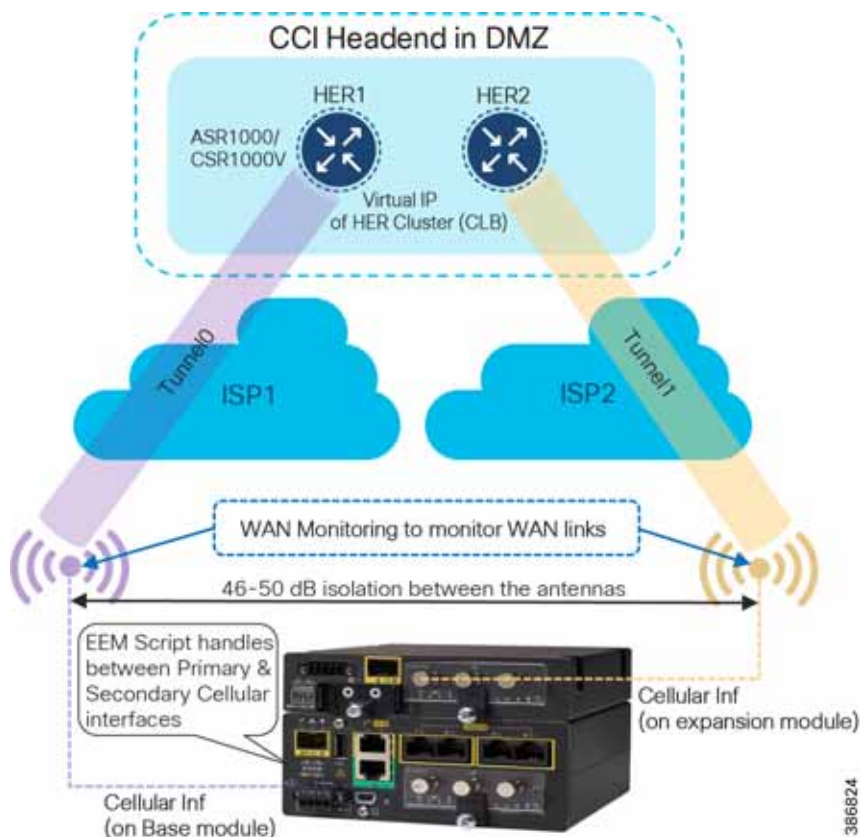 CCI Headend in DMZ
HER1
HER2
ASR1000/
CSR1000V
Virtual IP
of HER Cluster (CLB)
Tunnel0
Tunnel1
ISP1
ISP2
WAN Monitoring to monitor WAN links
46-50 dB isolation between the antennas
EEM Script handles
between Primary &
Secondary Cellular
interfaces
Cellular Inf
(on expansion module)
Cellular Inf
(on Base module)
386824